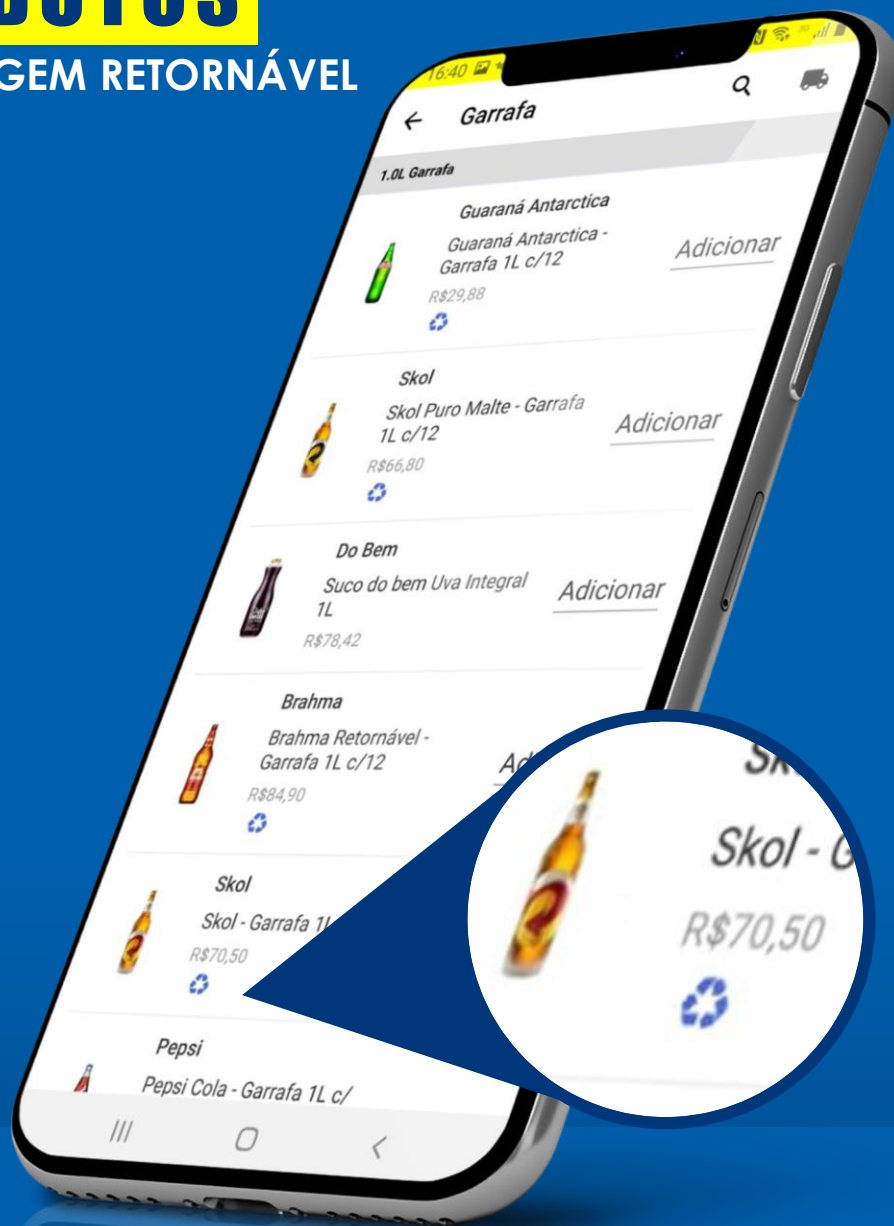 DUTOS
GEM RETORNÁVEL
16:40
Garrafa
1.0L Garrafa
Guaraná Antarctica
Guaraná Antarctica -
Garrafa 1L c/12
Adicionar
R$29,88
Skol
Skol Puro Malte - Garrafa
1L c/12
Adicionar
R$66,80
Do Bem
Suco do bem Uva Integral
1L
Adicionar
R$78,42
Brahma
Brahma Retornável -
Garrafa 1L c/12
Ad
R$84,90
Skol
Skol - Garrafa 1L
R$70,50
Sk
Skol - G
R$70,50
Pepsi
Pepsi Cola - Garrafa 1L c/